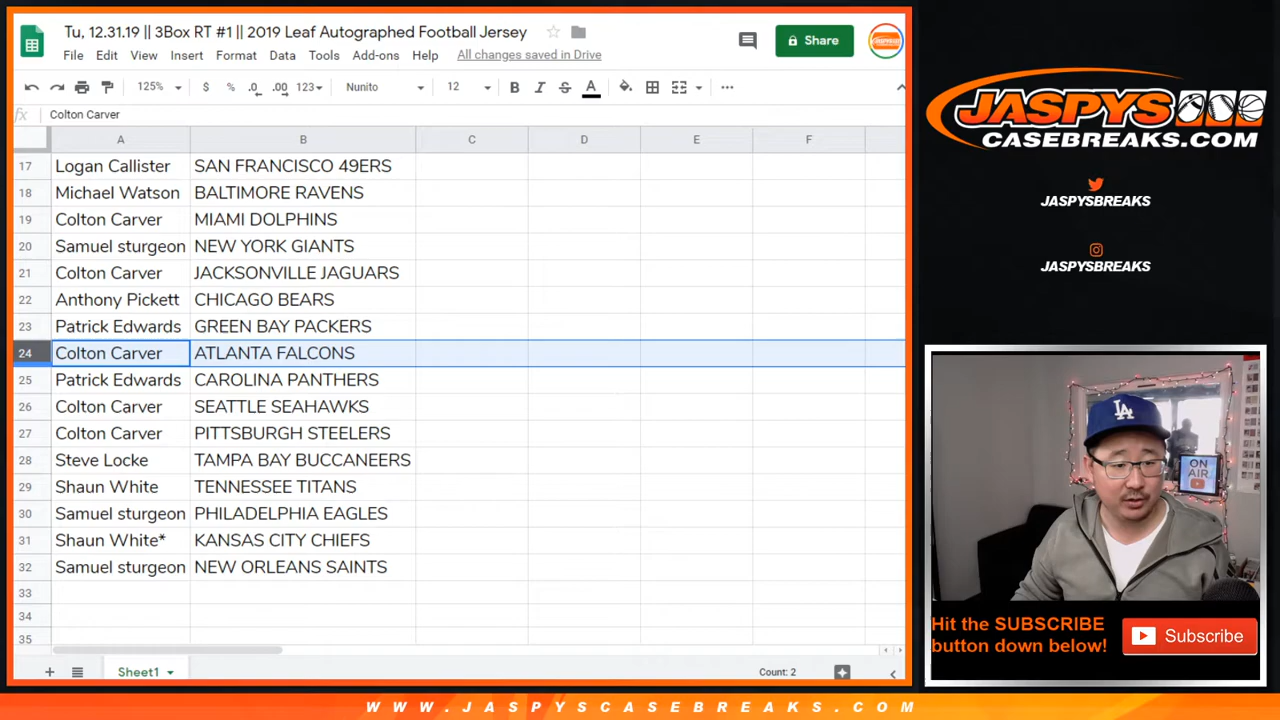 Tu, 12.31.19 || 3Box RT #1 || 2019 Leaf Autographed Football Jersey
Share
File Edit View Insert Format Data Tools Add-ons Help All changes saved in Drive
125% $ % .0 .00 123 Nunito 12 B I S A
fx Colton Carver
A B C D E F
17 Logan Callister SAN FRANCISCO 49ERS
18 Michael Watson BALTIMORE RAVENS
19 Colton Carver MIAMI DOLPHINS
20 Samuel sturgeon NEW YORK GIANTS
21 Colton Carver JACKSONVILLE JAGUARS
22 Anthony Pickett CHICAGO BEARS
23 Patrick Edwards GREEN BAY PACKERS
24 Colton Carver ATLANTA FALCONS
25 Patrick Edwards CAROLINA PANTHERS
26 Colton Carver SEATTLE SEAHAWKS
27 Colton Carver PITTSBURGH STEELERS
28 Steve Locke TAMPA BAY BUCCANEERS
29 Shaun White TENNESSEE TITANS
30 Samuel sturgeon PHILADELPHIA EAGLES
31 Shaun White* KANSAS CITY CHIEFS
32 Samuel sturgeon NEW ORLEANS SAINTS
33
34
35
Sheet1 Count: 2
JASPYS
CASEBREAKS.COM
JASPYSBREAKS
JASPYSBREAKS
LA
ON
AIR
Hit the SUBSCRIBE
button down below!
Subscribe
WWW.JASPYSCASEBREAKS.COM